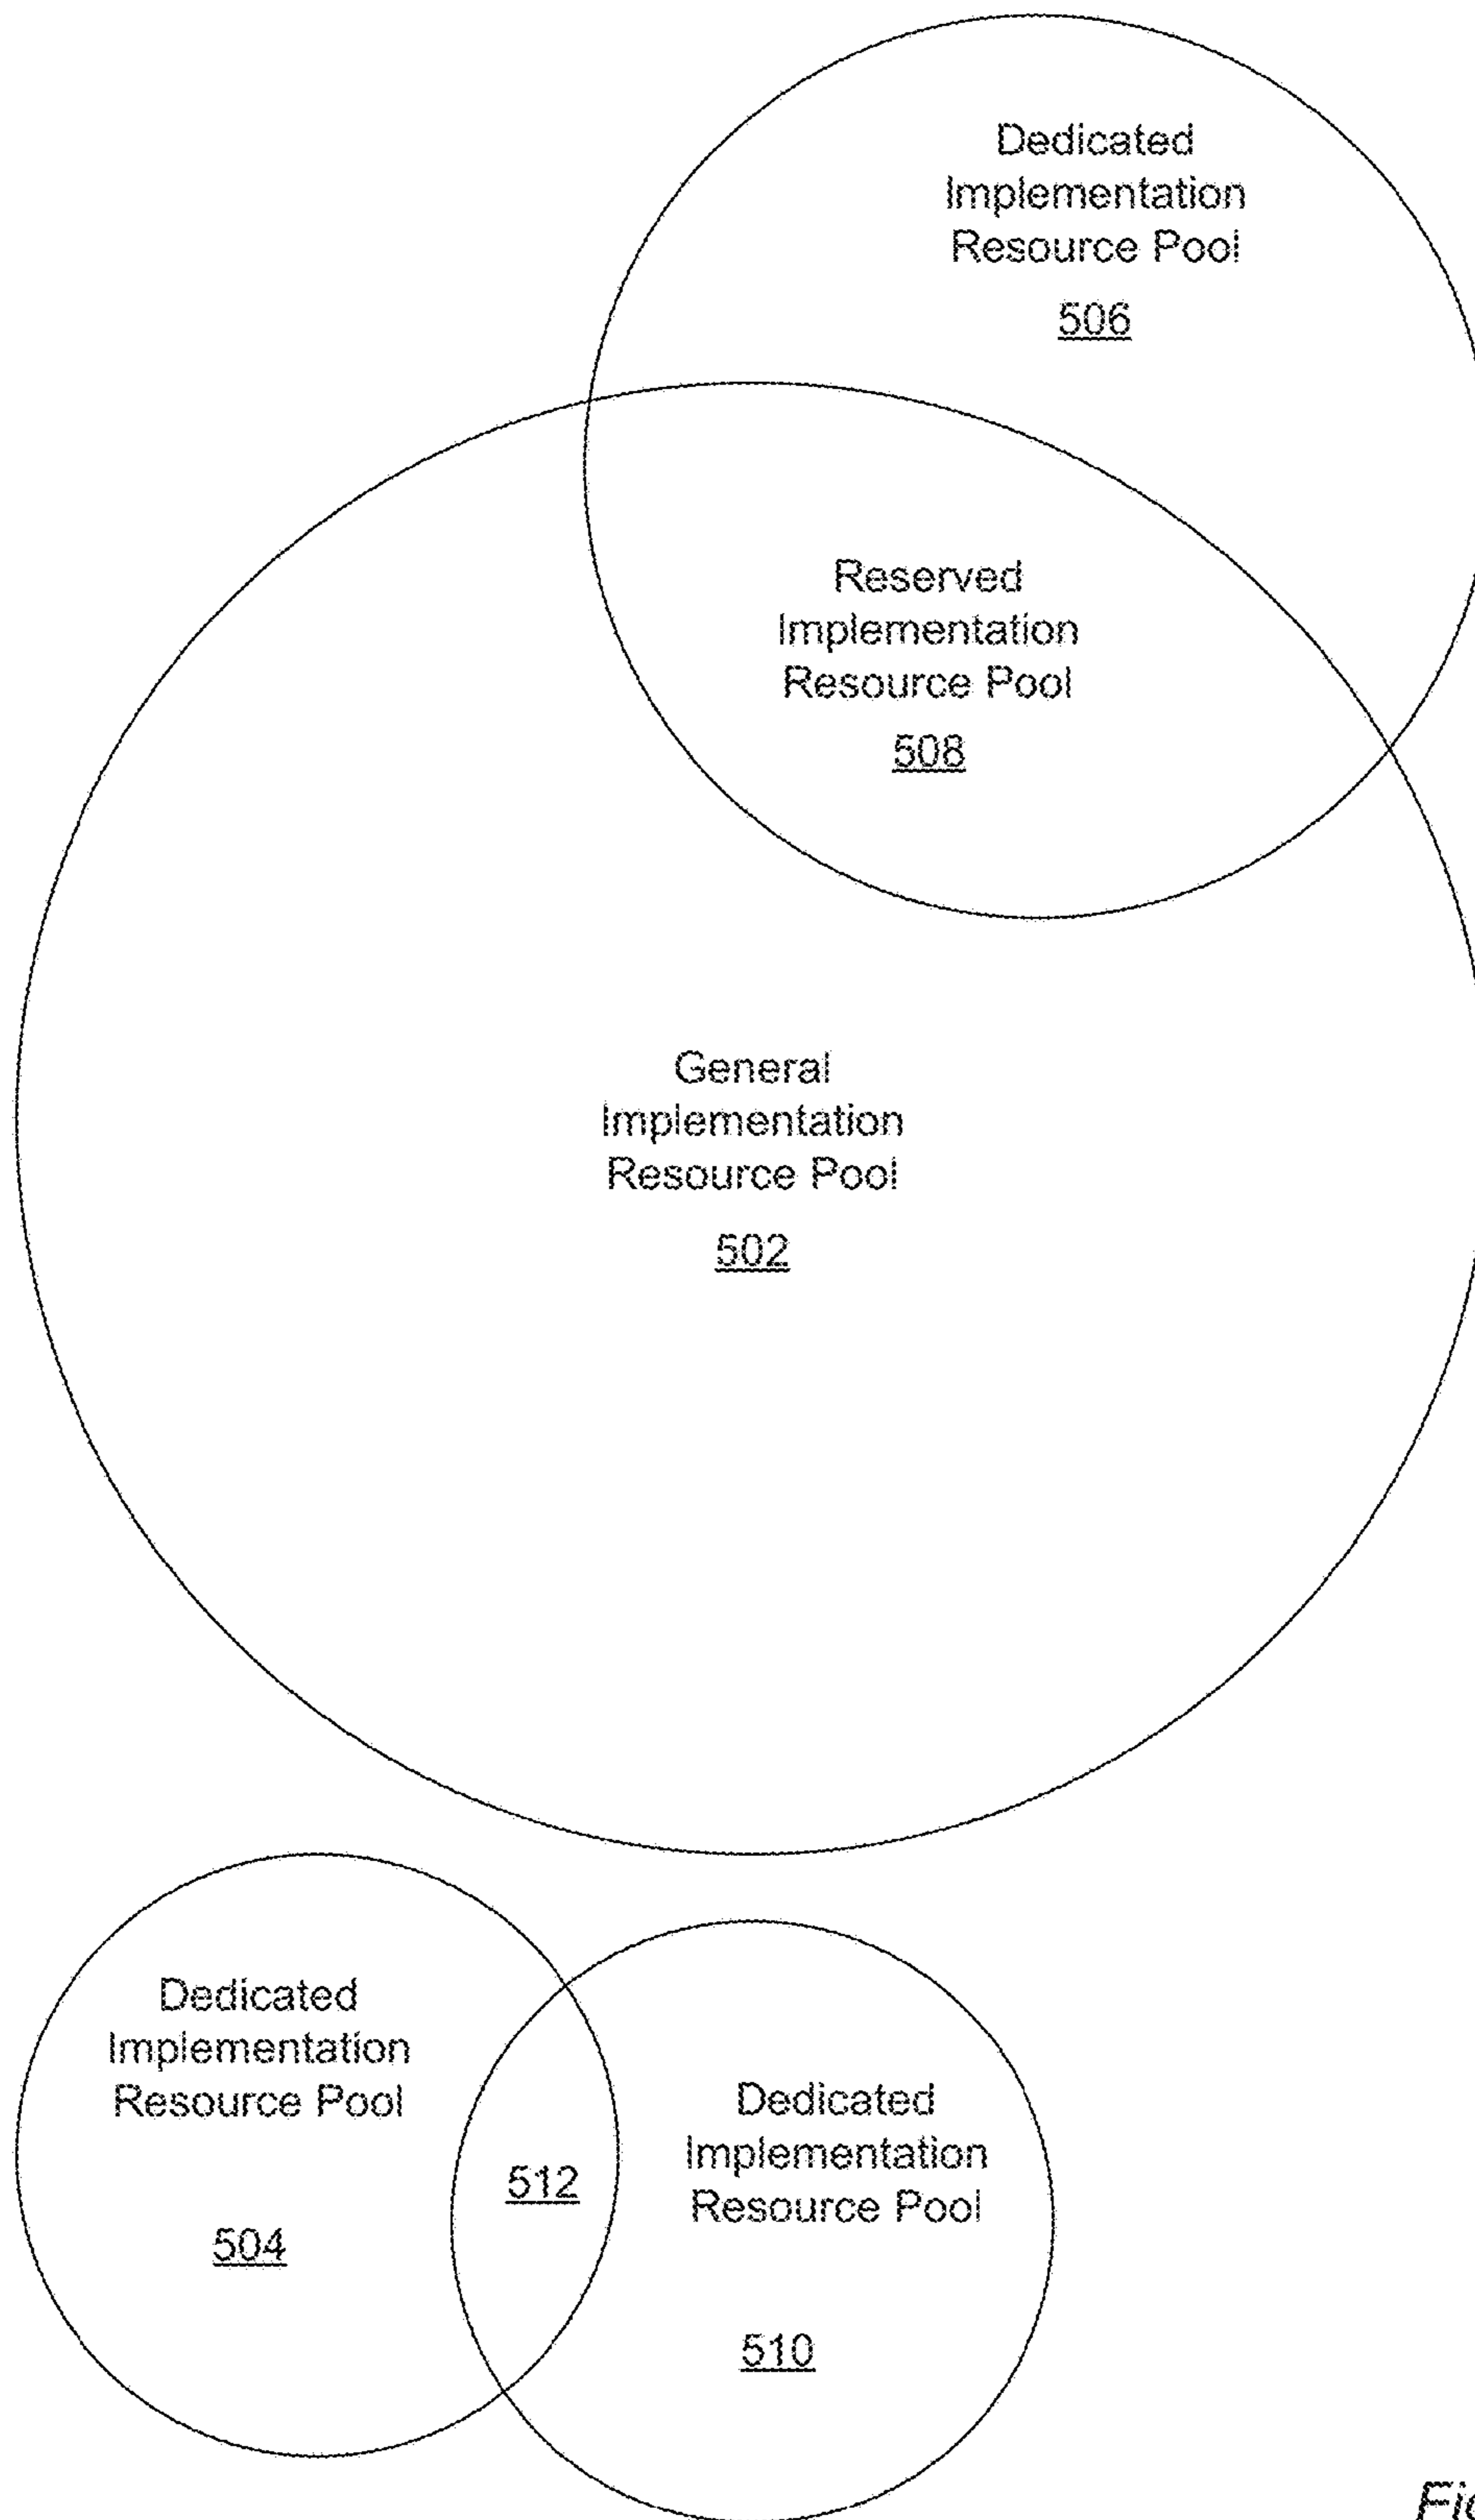 Dedicated
Implementation
Resource Pool
506
Reserved
Implementation
Resource Pool
508
General
Implementation
Resource Pool
502
Dedicated
Implementation
Resource Pool
504
512
Dedicated
Implementation
Resource Pool
510